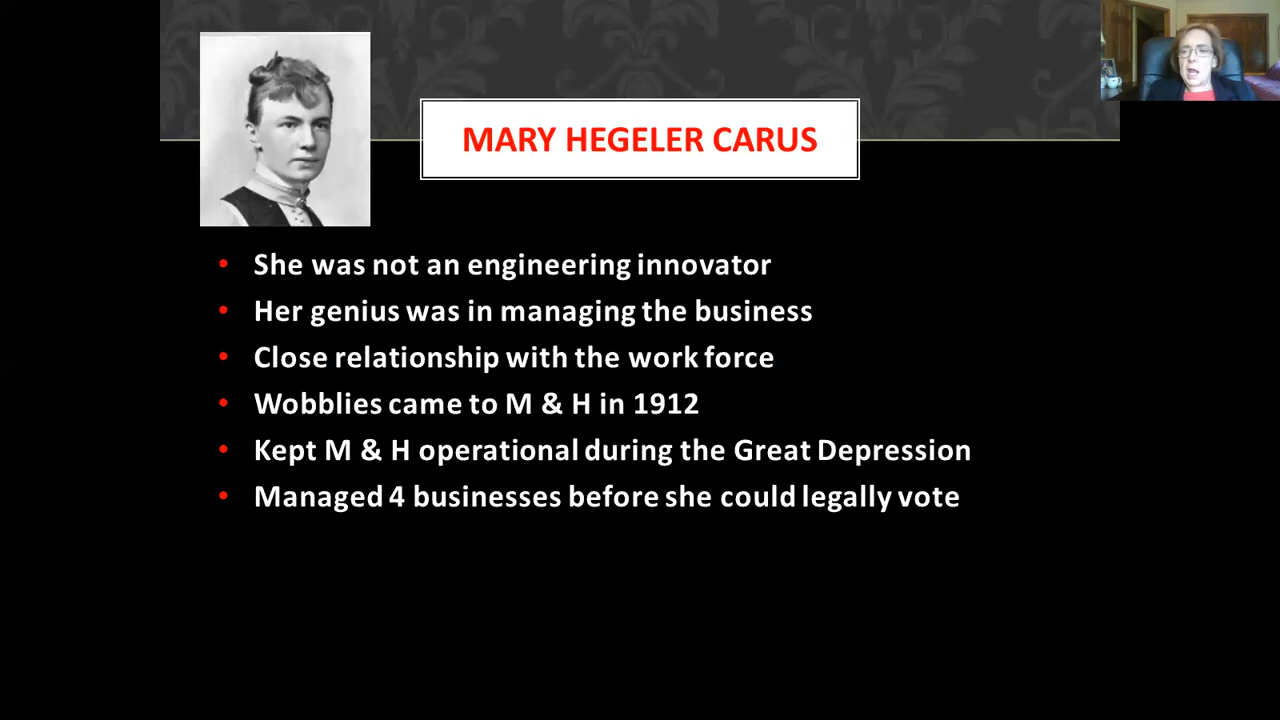 MARY HEGELER CARUS
• She was not an engineering innovator
• Her genius was in managing the business
• Close relationship with the work force
• Wobblies came to M & H in 1912
• Kept M & H operational during the Great Depression
• Managed 4 businesses before she could legally vote